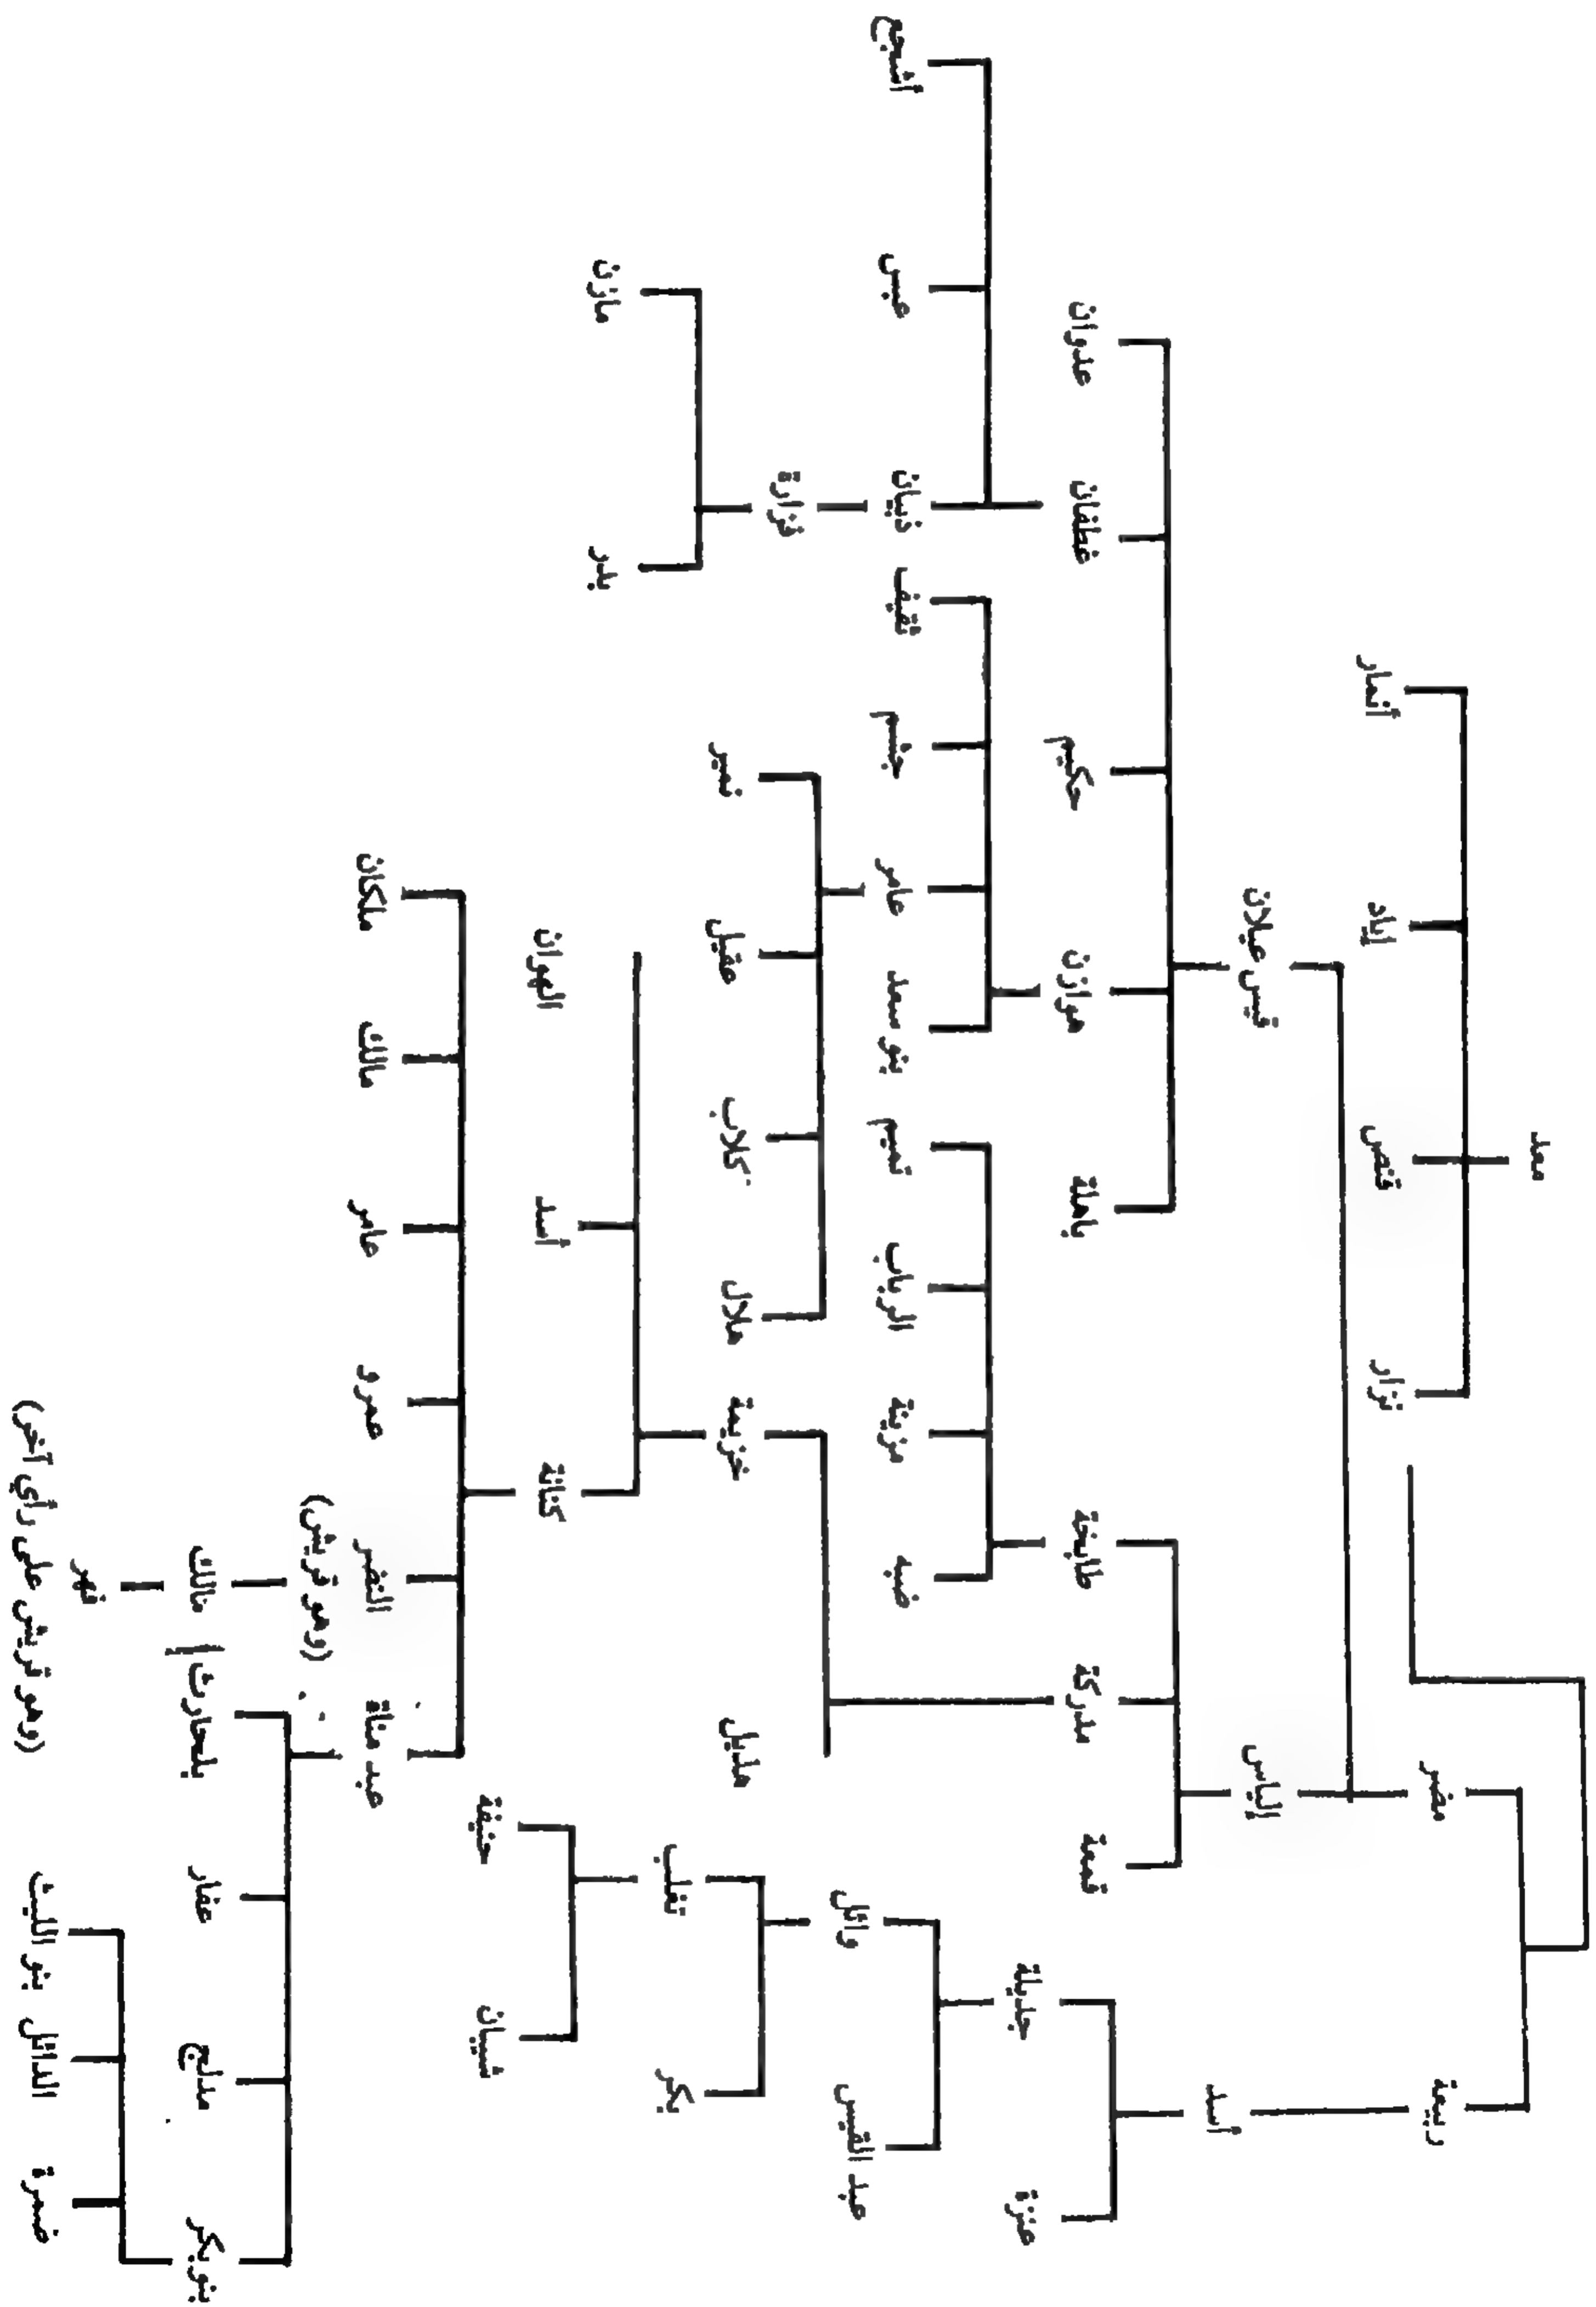 معد
نزار قنص إياد أنمار
ربيعة مضر
أسد الياس قيس عيلان
قمعة مدركة طابخة باهلة هوازن حكيم غطفان عدوان
عنزة جديلة
ضبة مزينة الرباب تميم بنو سعد عامر جشم ثقيف ذبيان عبس أشجع
عبد القيس وائل
فزارة
هذيل خزيمة هلال كلاب عقيل نمير
بكر تغلب
بدر مازن
كنانة أسد الهوان
شيبان حنيفة
عبد مناة النضر عمرو عامر مالك ملكان
(وهو قريش)
بنو بكر مدلج غفار بلحارث مالك
فهر
ضمرة الدائل بنو الليث
(وهو قريش على رأي آخر)